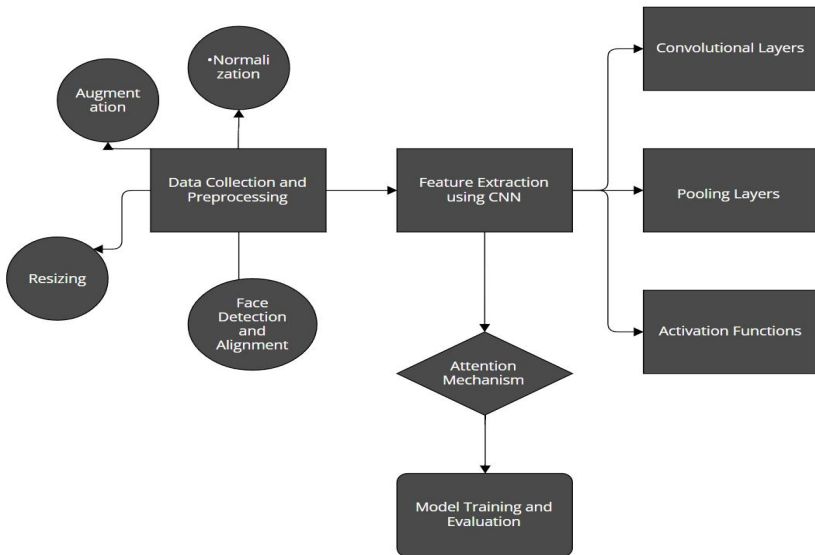 •Normali
zation
Augment
ation
Data Collection and
Preprocessing
Resizing
Face
Detection
and
Alignment
Feature Extraction
using CNN
Convolutional Layers
Pooling Layers
Activation Functions
Attention
Mechanism
Model Training and
Evaluation